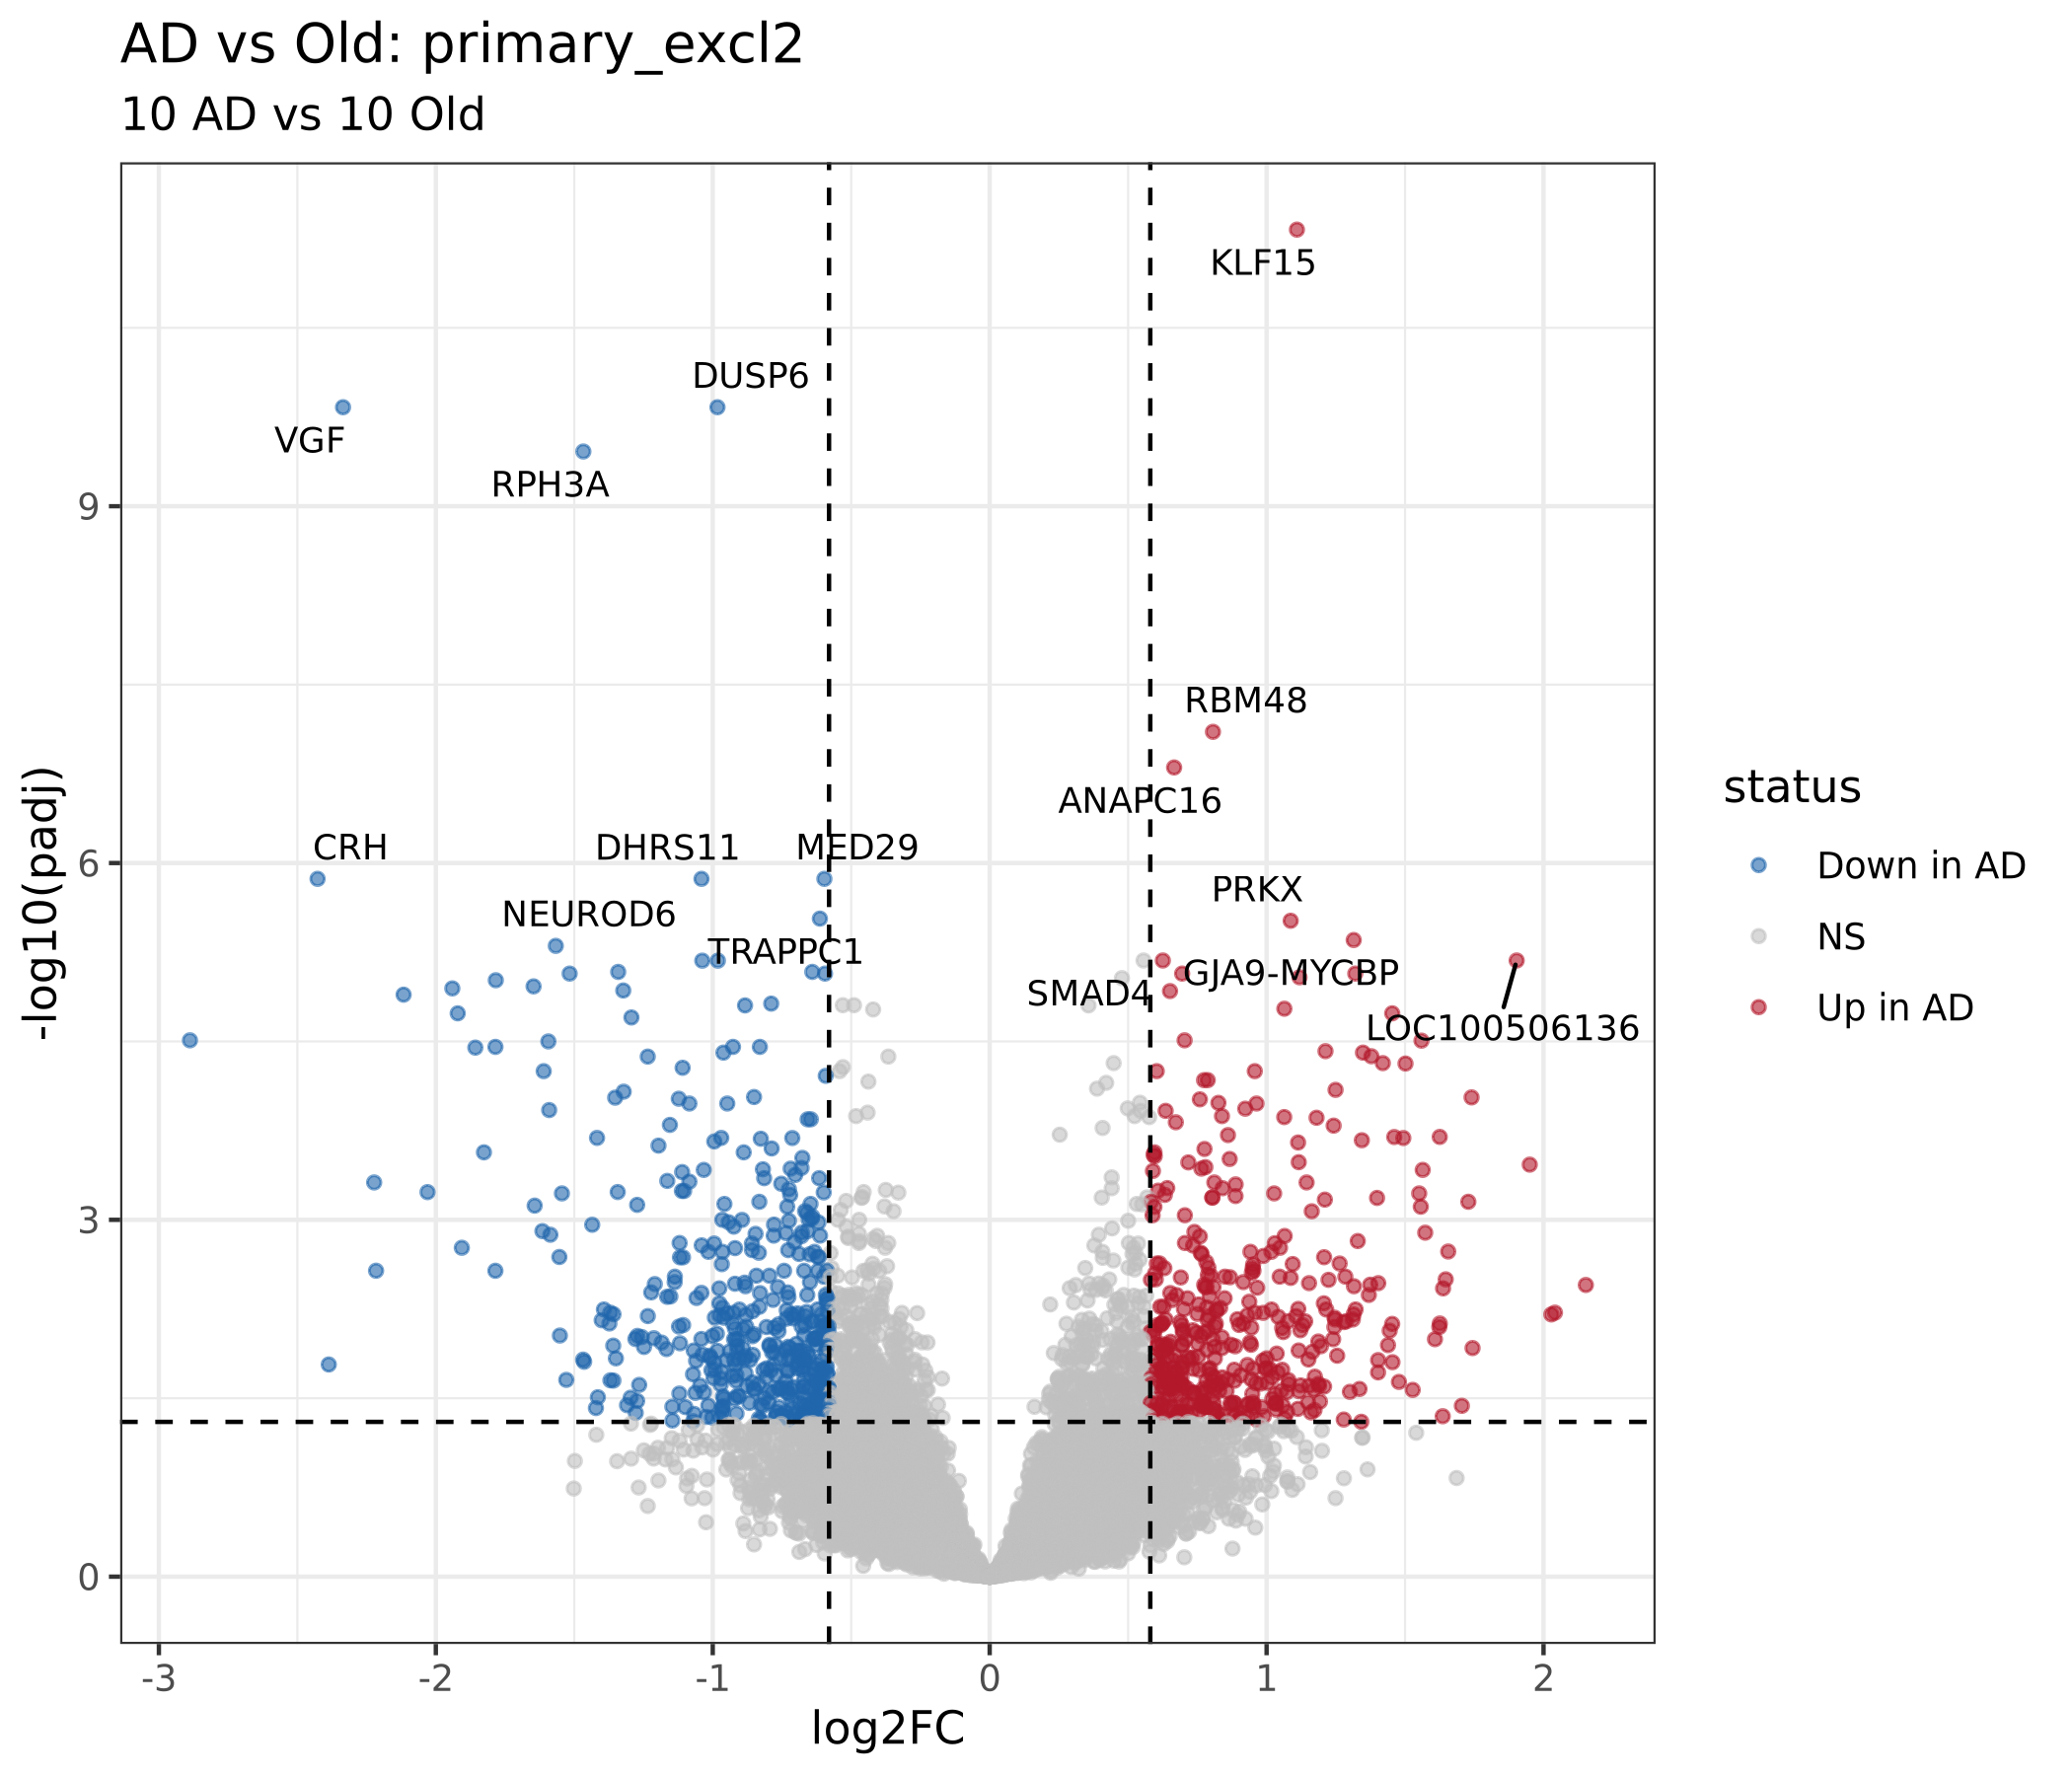 AD vs Old: primary_excl2
10 AD vs 10 Old
KLF15
DUSP6
VGF
RPH3A
9
RBM48
ANAPC16
CRH
DHRS11
MED29
6
PRKX
NEUROD6
TRAPPC1
GJA9-MYCBP
SMAD4
LOC100506136
3
0
-log10(padj)
-3
-2
-1
0
1
2
log2FC
status
Down in AD
NS
Up in AD